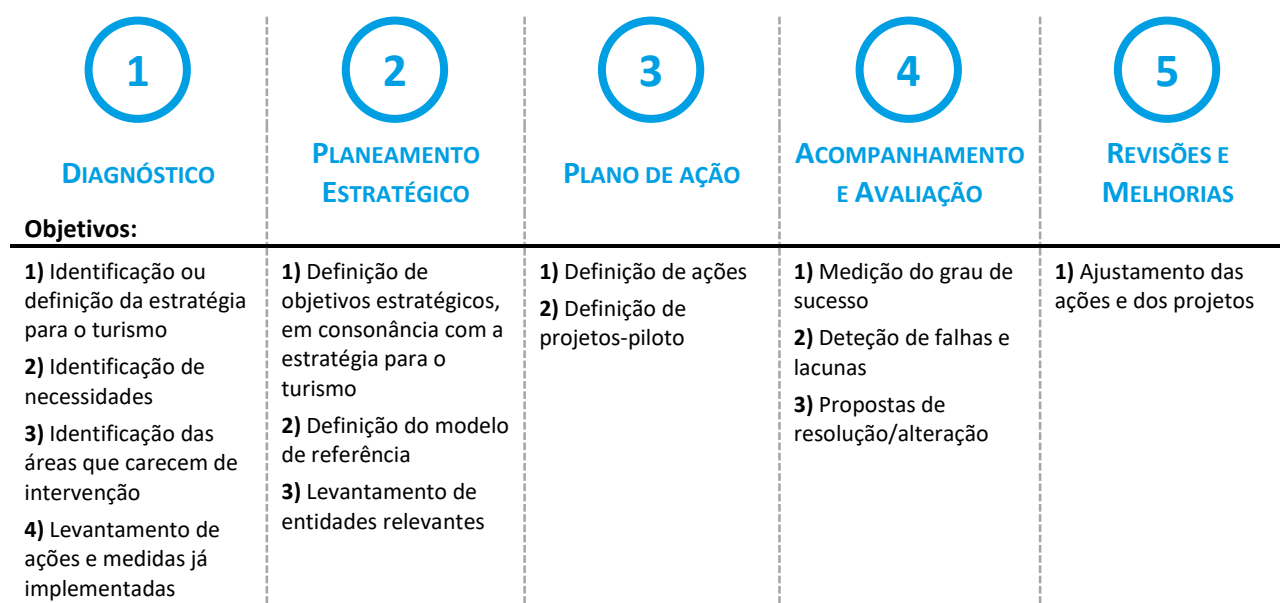 1
DIAGNÓSTICO
2
PLANEAMENTO
ESTRATÉGICO
3
PLANO DE AÇÃO
4
ACOMPANHAMENTO
E AVALIAÇÃO
5
REVISÕES E
MELHORIAS
Objetivos:
1) Identificação ou
definição da estratégia
para o turismo
2) Identificação de
necessidades
3) Identificação das
áreas que carecem de
intervenção
4) Levantamento de
ações e medidas já
implementadas
1) Definição de
objetivos estratégicos,
em consonância com a
estratégia para o
turismo
2) Definição do modelo
de referência
3) Levantamento de
entidades relevantes
1) Definição de ações
2) Definição de
projetos-piloto
1) Medição do grau de
sucesso
2) Deteção de falhas e
lacunas
3) Propostas de
resolução/alteração
1) Ajustamento das
ações e dos projetos